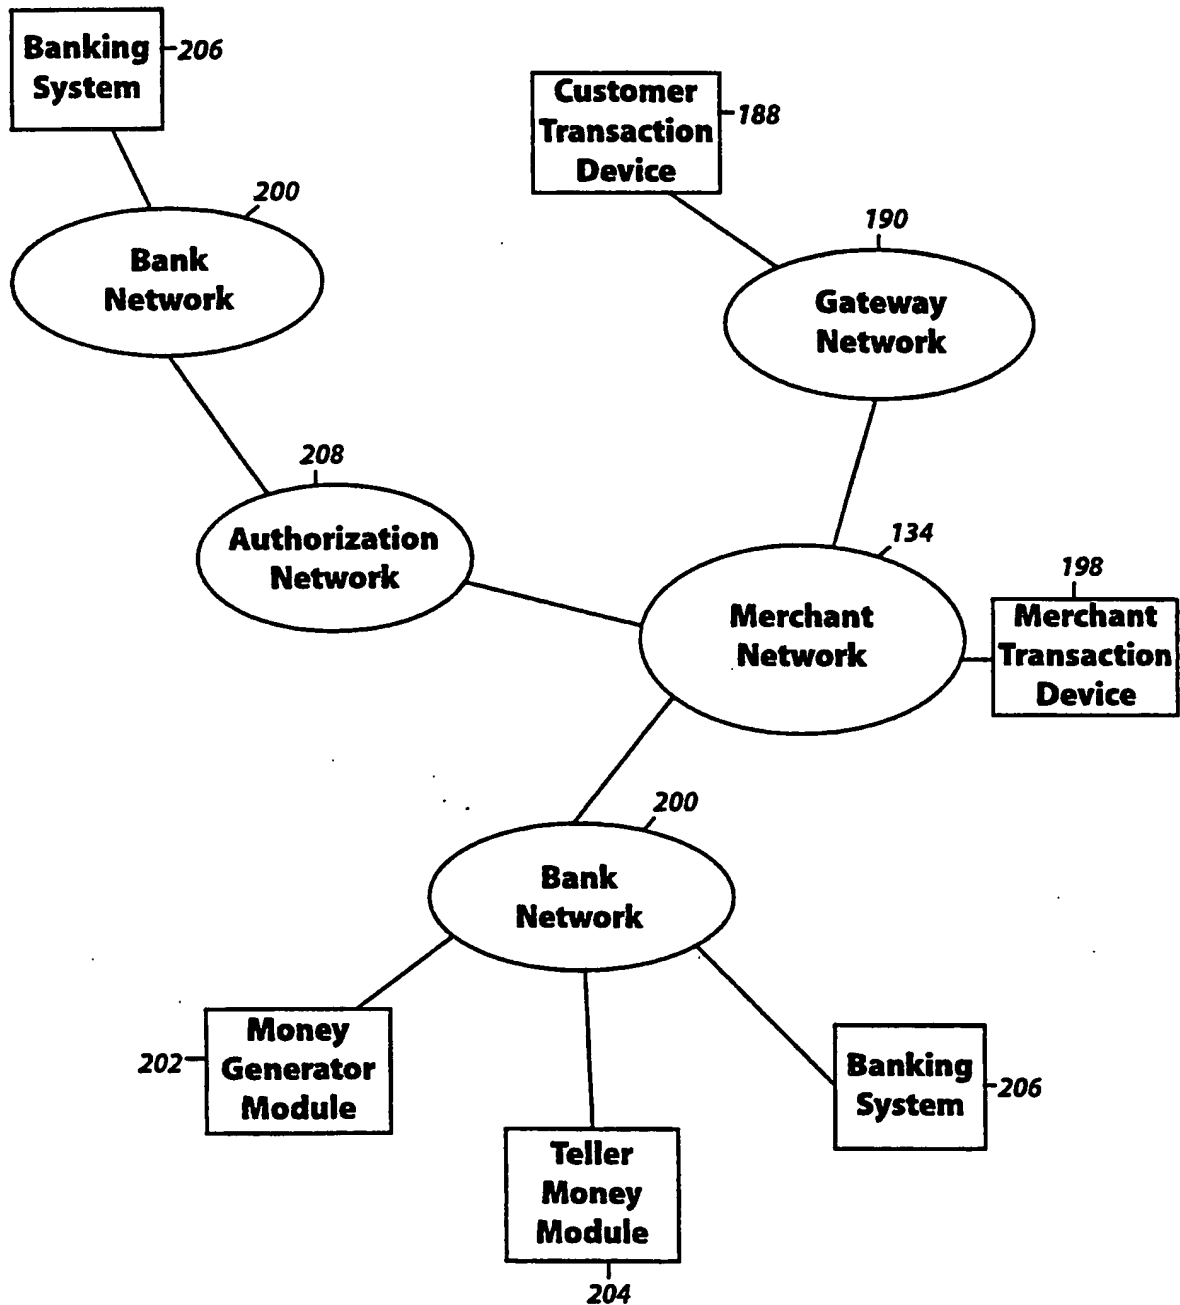 Banking
System
206
Customer
Transaction
Device
188
200
Bank
Network
190
Gateway
Network
208
Authorization
Network
134
Merchant
Network
198
Merchant
Transaction
Device
200
Bank
Network
Money
Generator
Module
202
Banking
System
206
Teller
Money
Module
204